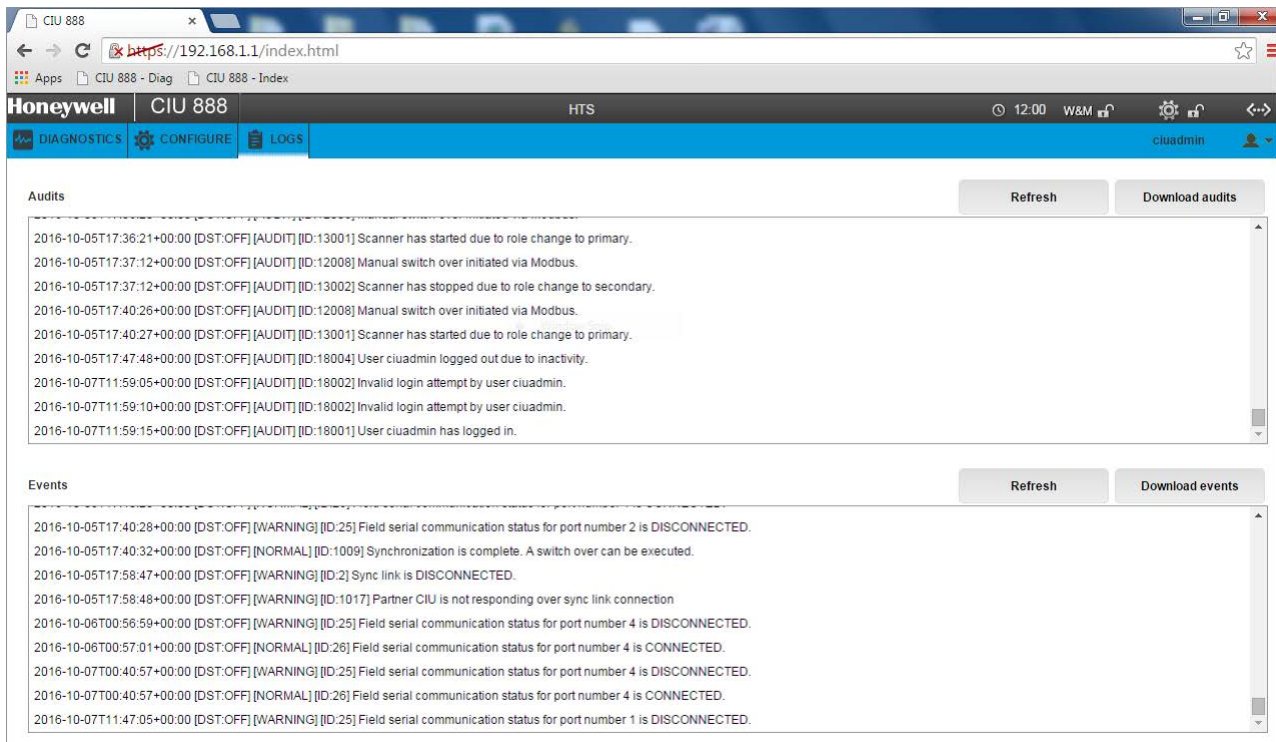 CIU 888
https://192.168.1.1/index.html
Apps CIU 888 - Diag CIU 888 - Index
Honeywell CIU 888 HTS 12:00 W&M
DIAGNOSTICS CONFIGURE LOGS ciuadmin
Audits Refresh Download audits
2016-10-05T17:36:21+00:00 [DST:OFF] [AUDIT] [ID:13001] Scanner has started due to role change to primary.
2016-10-05T17:37:12+00:00 [DST:OFF] [AUDIT] [ID:12008] Manual switch over initiated via Modbus.
2016-10-05T17:37:12+00:00 [DST:OFF] [AUDIT] [ID:13002] Scanner has stopped due to role change to secondary.
2016-10-05T17:40:26+00:00 [DST:OFF] [AUDIT] [ID:12008] Manual switch over initiated via Modbus.
2016-10-05T17:40:27+00:00 [DST:OFF] [AUDIT] [ID:13001] Scanner has started due to role change to primary.
2016-10-05T17:47:48+00:00 [DST:OFF] [AUDIT] [ID:18004] User ciuadmin logged out due to inactivity.
2016-10-07T11:59:05+00:00 [DST:OFF] [AUDIT] [ID:18002] Invalid login attempt by user ciuadmin.
2016-10-07T11:59:10+00:00 [DST:OFF] [AUDIT] [ID:18002] Invalid login attempt by user ciuadmin.
2016-10-07T11:59:15+00:00 [DST:OFF] [AUDIT] [ID:18001] User ciuadmin has logged in.
Events Refresh Download events
2016-10-05T17:40:28+00:00 [DST:OFF] [WARNING] [ID:25] Field serial communication status for port number 2 is DISCONNECTED.
2016-10-05T17:40:32+00:00 [DST:OFF] [NORMAL] [ID:1009] Synchronization is complete. A switch over can be executed.
2016-10-05T17:58:47+00:00 [DST:OFF] [WARNING] [ID:2] Sync link is DISCONNECTED.
2016-10-05T17:58:48+00:00 [DST:OFF] [WARNING] [ID:1017] Partner CIU is not responding over sync link connection
2016-10-06T00:56:59+00:00 [DST:OFF] [WARNING] [ID:25] Field serial communication status for port number 4 is DISCONNECTED.
2016-10-06T00:57:01+00:00 [DST:OFF] [NORMAL] [ID:26] Field serial communication status for port number 4 is CONNECTED.
2016-10-07T00:40:57+00:00 [DST:OFF] [WARNING] [ID:25] Field serial communication status for port number 4 is DISCONNECTED.
2016-10-07T00:40:57+00:00 [DST:OFF] [NORMAL] [ID:26] Field serial communication status for port number 4 is CONNECTED.
2016-10-07T11:47:05+00:00 [DST:OFF] [WARNING] [ID:25] Field serial communication status for port number 1 is DISCONNECTED.